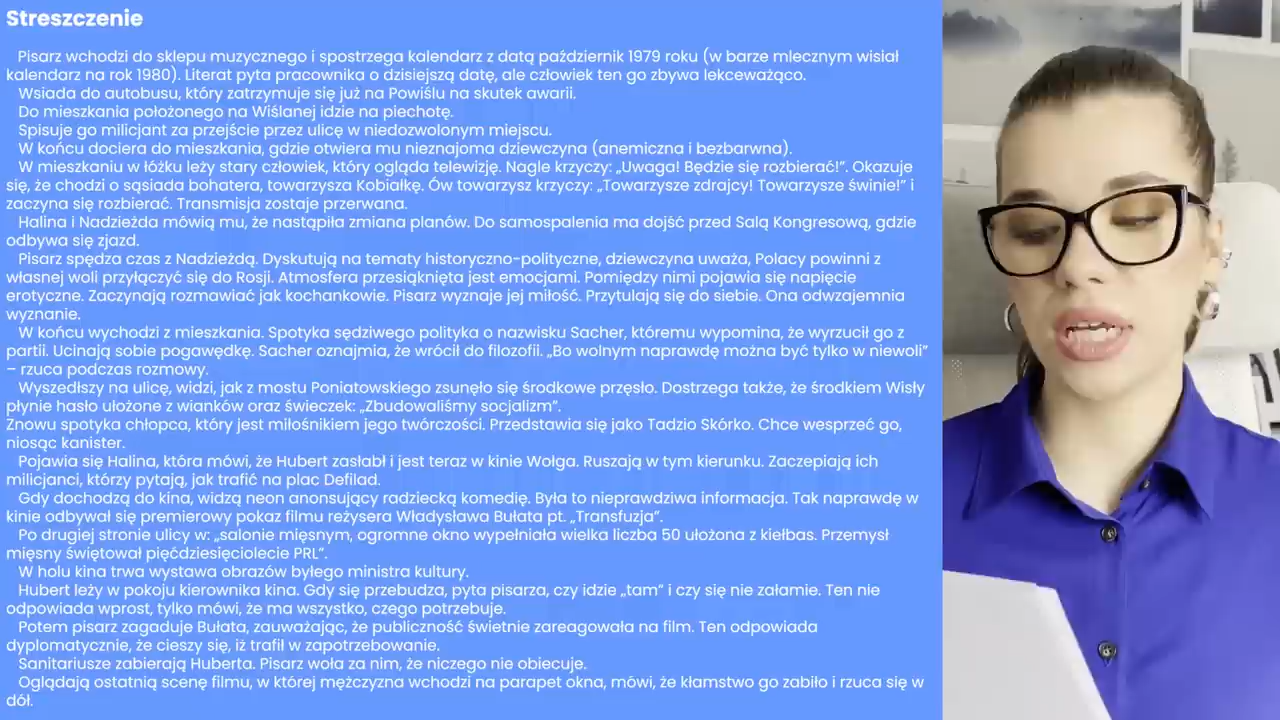 Streszczenie
Pisarz wchodzi do sklepu muzycznego i spostrzega kalendarz z datą październik 1979 roku (w barze mlecznym wisiał
kalendarz na rok 1980). Literat pyta pracownika o dzisiejszą datę, ale człowiek ten go zbywa lekceważąco.
Wsiada do autobusu, który zatrzymuje się już na Powiślu na skutek awarii.
Do mieszkania położonego na Wiślanej idzie na piechotę.
Spisuje go milicjant za przejście przez ulicę w niedozwolonym miejscu.
W końcu dociera do mieszkania, gdzie otwiera mu nieznajoma dziewczyna (anemiczna i bezbarwna).
W mieszkaniu w łóżku leży stary człowiek, który ogląda telewizję. Nagle krzyczy: „Uwaga! Będzie się rozbierać!”. Okazuje
się, że chodzi o sąsiada bohatera, towarzysza Kobiałkę. Ów towarzysz krzyczy: „Towarzysze zdrajcy! Towarzysze świnie!” i
zaczyna się rozbierać. Transmisja zostaje przerwana.
Halina i Nadzieżda mówią mu, że nastąpiła zmiana planów. Do samospalenia ma dojść przed Salą Kongresową, gdzie
odbywa się zjazd.
Pisarz spędza czas z Nadzieżdą. Dyskutują na tematy historyczno-polityczne, dziewczyna uważa, Polacy powinni z
własnej woli przyłączyć się do Rosji. Atmosfera przesiąknięta jest emocjami. Pomiędzy nimi pojawia się napięcie
erotyczne. Zaczynają rozmawiać jak kochankowie. Pisarz wyznaje jej miłość. Przytulają się do siebie. Ona odwzajemnia
wyznanie.
W końcu wychodzi z mieszkania. Spotyka sędziwego polityka o nazwisku Sacher, któremu wypomina, że wyrzucił go z
partii. Ucinają sobie pogawędkę. Sacher oznajmia, że wrócił do filozofii. „Bo wolnym naprawdę można być tylko w niewoli”
– rzuca podczas rozmowy.
Wyszedłszy na ulicę, widzi, jak z mostu Poniatowskiego zsunęło się środkowe przęsło. Dostrzega także, że środkiem Wisły
płynie hasło ułożone z wianków oraz świeczek: „Zbudowaliśmy socjalizm”.
Znowu spotyka chłopca, który jest miłośnikiem jego twórczości. Przedstawia się jako Tadzio Skórko. Chce wesprzeć go,
niosąc kanister.
Pojawia się Halina, która mówi, że Hubert zasłabł i jest teraz w kinie Wołga. Ruszają w tym kierunku. Zaczepiają ich
milicjanci, którzy pytają, jak trafić na plac Defilad.
Gdy dochodzą do kina, widzą neon anonsujący radziecką komedię. Była to nieprawdziwa informacja. Tak naprawdę w
kinie odbywał się premierowy pokaz filmu reżysera Władysława Bułata pt. „Transfuzja”.
Po drugiej stronie ulicy w: „salonie mięsnym, ogromne okno wypełniała wielka liczba 50 ułożona z kiełbas. Przemysł
mięsny świętował pięćdziesięciolecie PRL”.
W holu kina trwa wystawa obrazów byłego ministra kultury.
Hubert leży w pokoju kierownika kina. Gdy się przebudza, pyta pisarza, czy idzie „tam” i czy się nie załamie. Ten nie
odpowiada wprost, tylko mówi, że ma wszystko, czego potrzebuje.
Potem pisarz zagaduje Bułata, zauważając, że publiczność świetnie zareagowała na film. Ten odpowiada
dyplomatycznie, że cieszy się, iż trafił w zapotrzebowanie.
Sanitariusze zabierają Huberta. Pisarz woła za nim, że niczego nie obiecuje.
Oglądają ostatnią scenę filmu, w której mężczyzna wchodzi na parapet okna, mówi, że kłamstwo go zabiło i rzuca się w
dół.